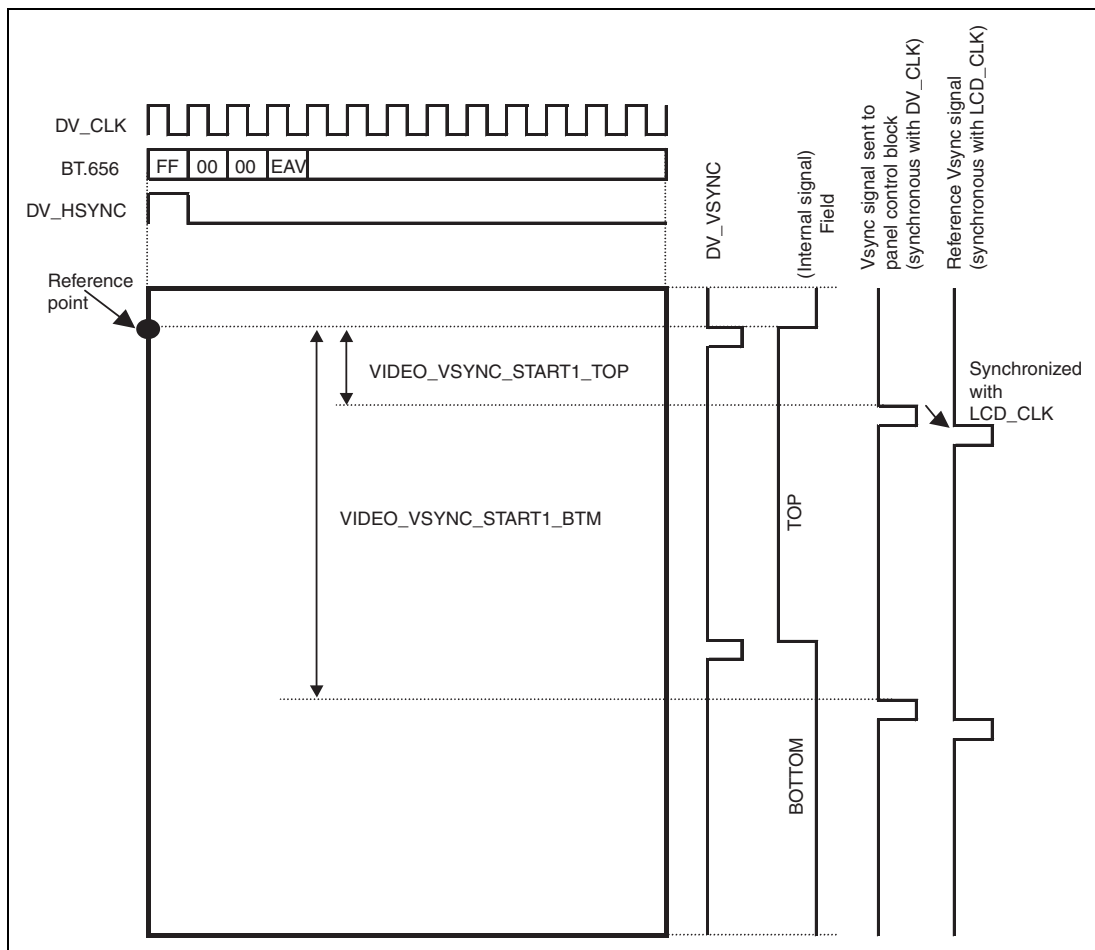 DV_CLK
BT.656
FF 00 00 EAV
DV_HSYNC
Reference
point
VIDEO_VSYNC_START1_TOP
VIDEO_VSYNC_START1_BTM
DV_VSYNC
(Internal signal)
Field
TOP
BOTTOM
Vsync signal sent to
panel control block
(synchronous with DV_CLK)
Reference Vsync signal
(synchronous with LCD_CLK)
Synchronized
with
LCD_CLK